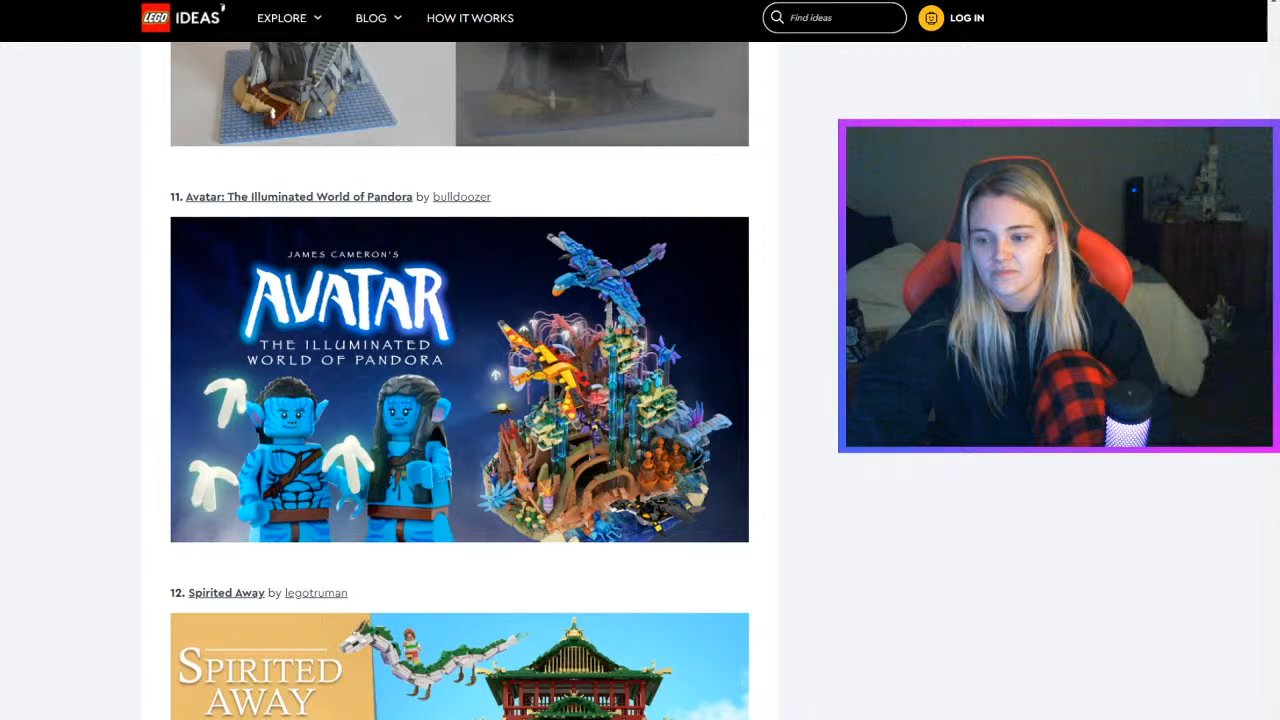 LEGO IDEAS EXPLORE BLOG HOW IT WORKS Find ideas LOG IN
11. Avatar: The Illuminated World of Pandora by bulldoozer
JAMES CAMERON'S
AVATAR
THE ILLUMINATED
WORLD OF PANDORA
12. Spirited Away by legotruman
SPIRITED
AWAY